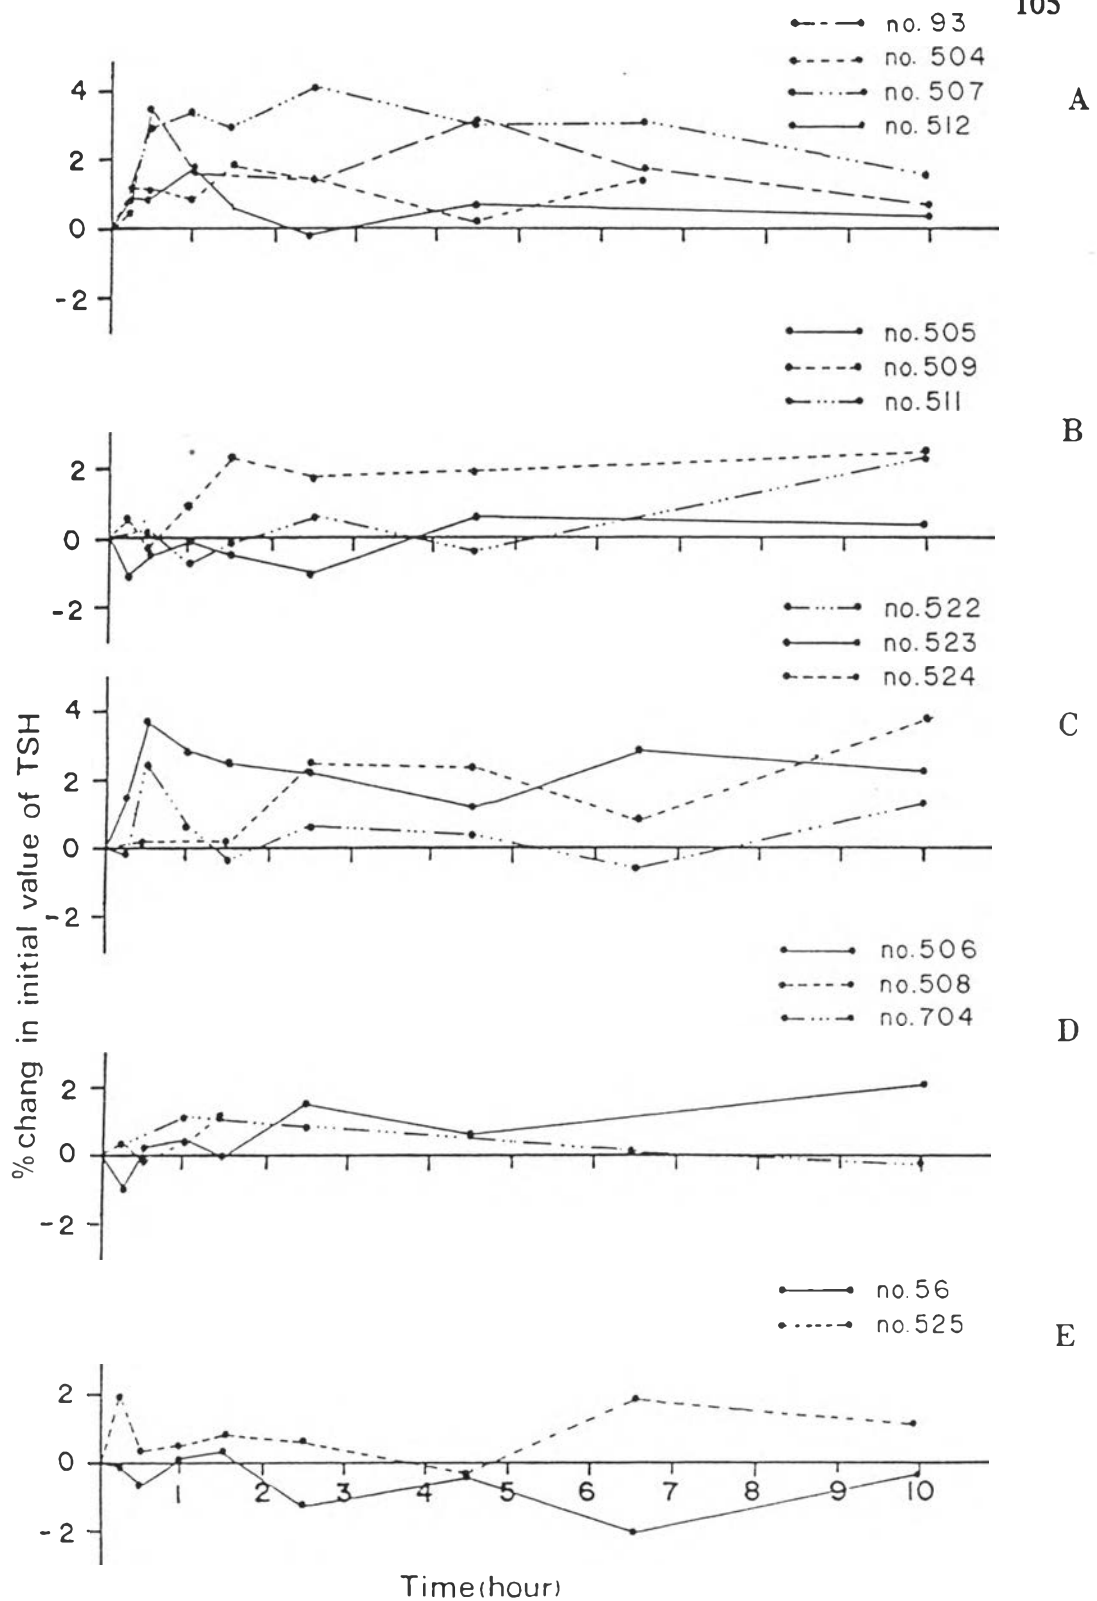 105
no. 93
no. 504
no. 507
no. 512
A
4
2
0
-2
no. 505
no. 509
no. 511
B
2
0
-2
no. 522
no. 523
no. 524
C
4
2
0
-2
% chang in initial value of TSH
no. 506
no. 508
no. 704
D
2
0
-2
no. 56
no. 525
E
2
0
-2
1 2 3 4 5 6 7 8 9 10
Time(hour)